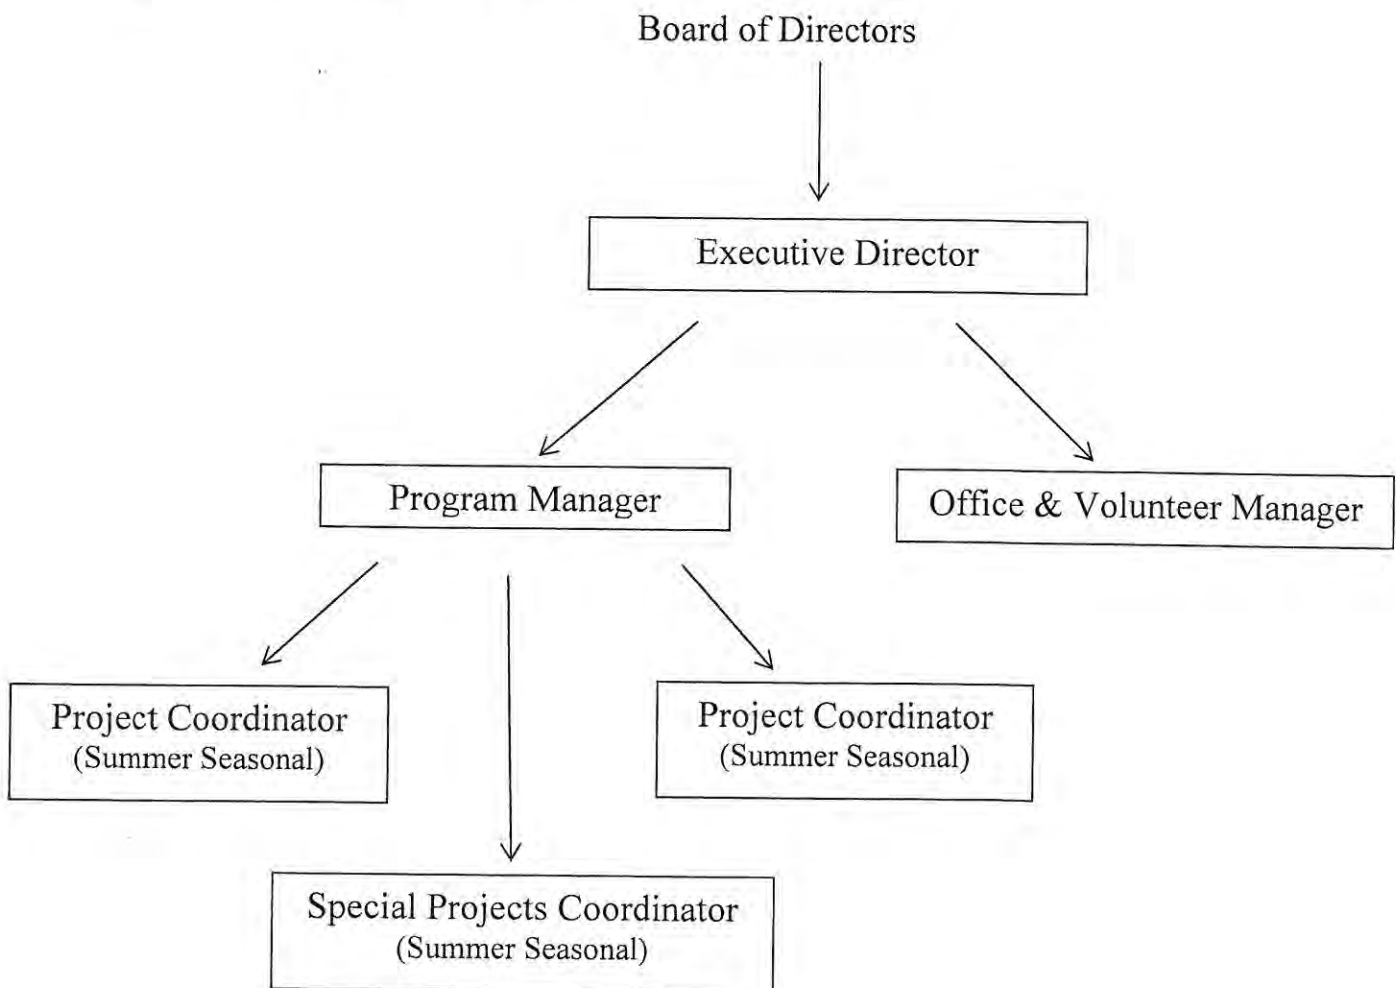 Board of Directors
Executive Director
Program Manager
Office & Volunteer Manager
Project Coordinator
(Summer Seasonal)
Project Coordinator
(Summer Seasonal)
Special Projects Coordinator
(Summer Seasonal)